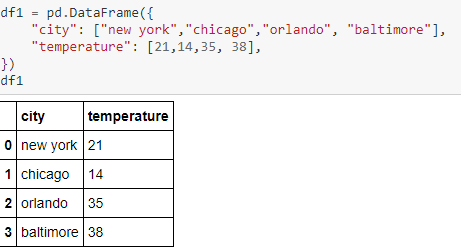 df1 = pd.DataFrame({
    "city": ["new york","chicago","orlando", "baltimore"],
    "temperature": [21,14,35, 38],
})
df1
city temperature
0 new york 21
1 chicago 14
2 orlando 35
3 baltimore 38